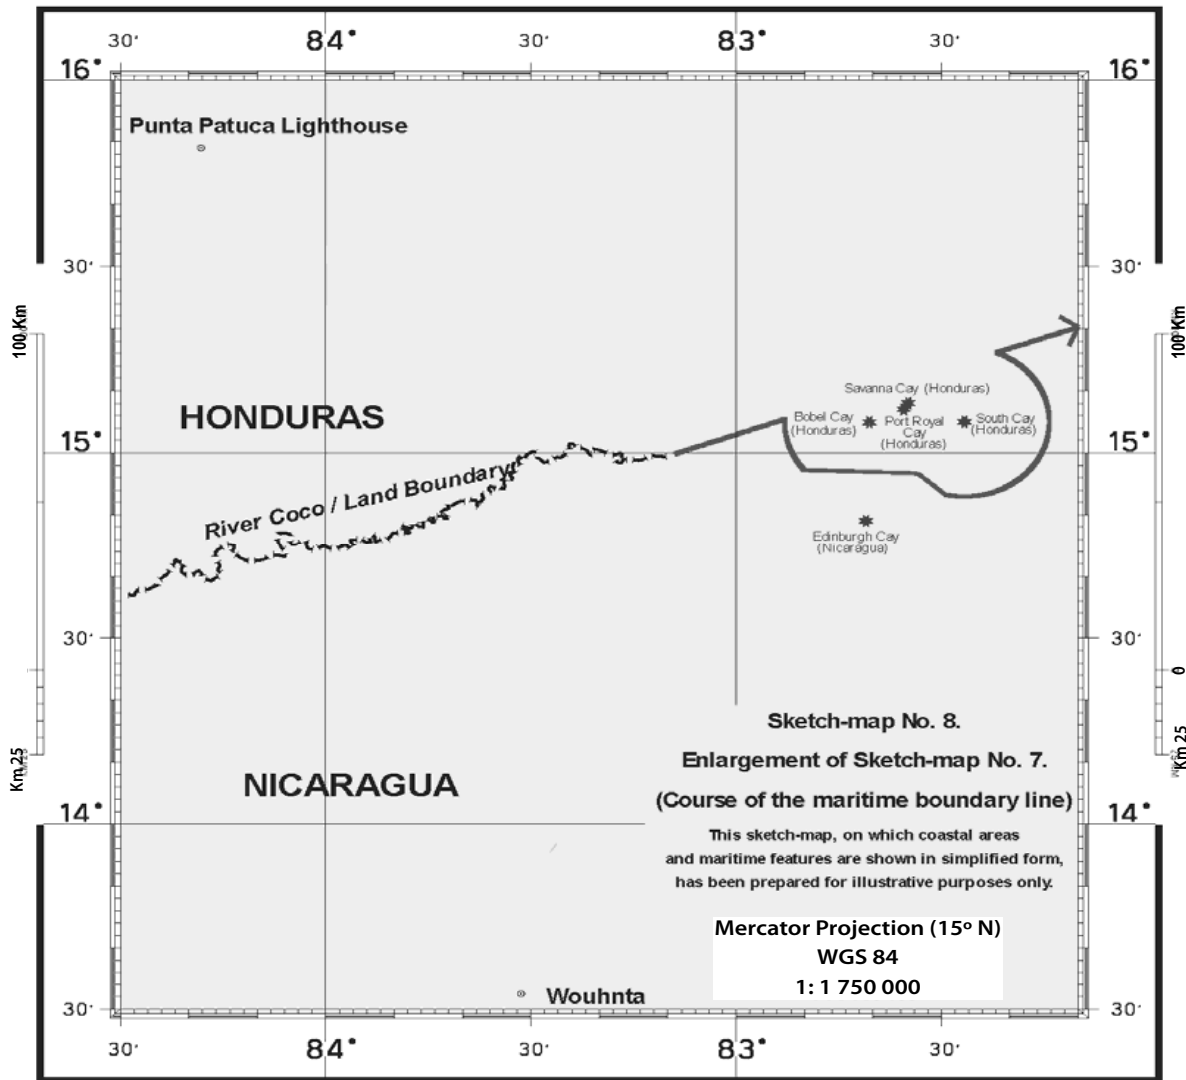 30′ 84° 30′ 83° 30′
16° 16°
Punta Patuca Lighthouse
30′ 30′
100 Km 100 Km
Savanna Cay (Honduras)
HONDURAS
Bobel Cay
(Honduras)
Port Royal
Cay
(Honduras)
South Cay
(Honduras)
15° 15°
River Coco / Land Boundary
Edinburgh Cay
(Nicaragua)
30′ 30′
0
Sketch-map No. 8.
Km 25 Km 25
Enlargement of Sketch-map No. 7.
NICARAGUA
(Course of the maritime boundary line)
14° 14°
This sketch-map, on which coastal areas
and maritime features are shown in simplified form,
has been prepared for illustrative purposes only.
Mercator Projection (15º N)
WGS 84
1: 1 750 000
Wouhnta
30′ 30′
30′ 84° 30′ 83° 30′